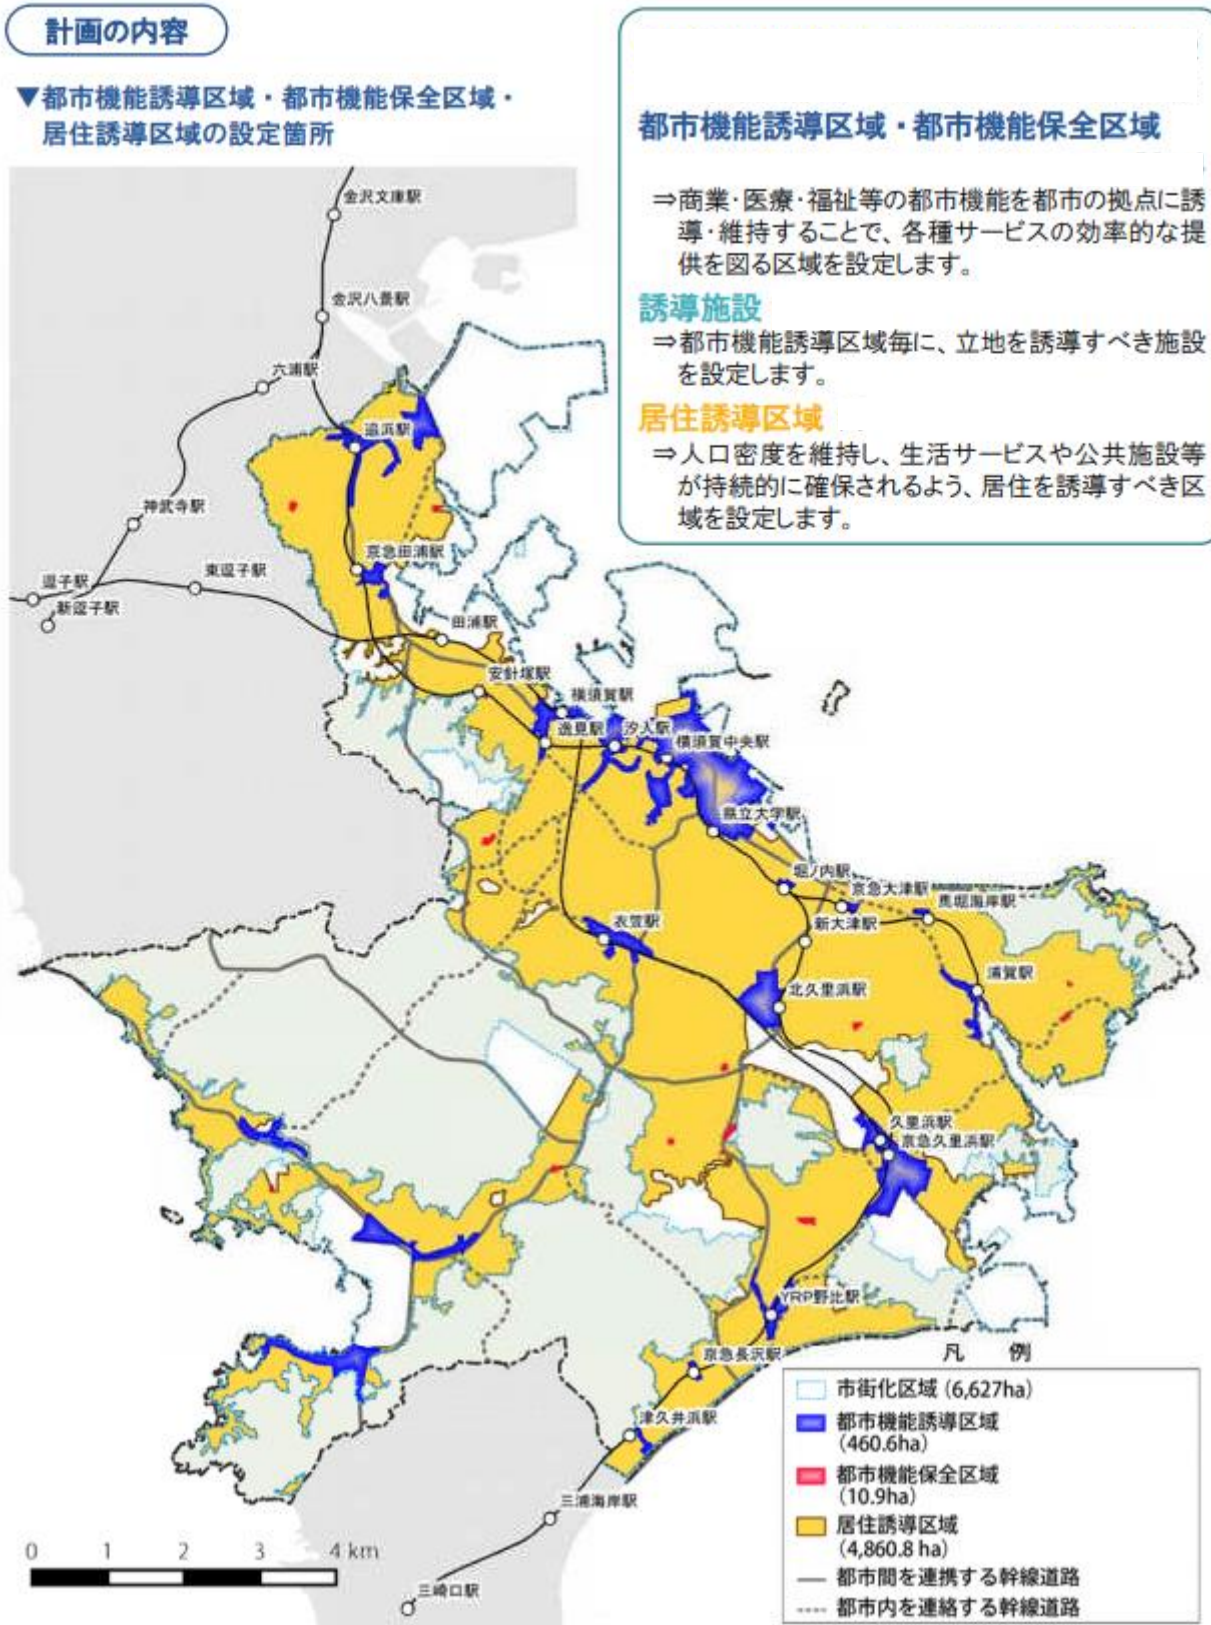 計画の内容
▼都市機能誘導区域・都市機能保全区域・
居住誘導区域の設定箇所
都市機能誘導区域・都市機能保全区域
⇒商業・医療・福祉等の都市機能を都市の拠点に誘
導・維持することで、各種サービスの効率的な提
供を図る区域を設定します。
誘導施設
⇒都市機能誘導区域毎に、立地を誘導すべき施設
を設定します。
居住誘導区域
⇒人口密度を維持し、生活サービスや公共施設等
が持続的に確保されるよう、居住を誘導すべき区
域を設定します。
金沢文庫駅
金沢八景駅
六浦駅
追浜駅
神武寺駅
京急田浦駅
東逗子駅
逗子駅
新逗子駅
田浦駅
安針塚駅
横須賀駅
逸見駅
汐入駅
横須賀中央駅
県立大学駅
堀ノ内駅
京急大津駅
馬堀海岸駅
新大津駅
衣笠駅
浦賀駅
北久里浜駅
久里浜駅
京急久里浜駅
YRP野比駅
京急長沢駅
津久井浜駅
三浦海岸駅
三崎口駅
凡 例
市街化区域 (6,627ha)
都市機能誘導区域
(460.6ha)
都市機能保全区域
(10.9ha)
居住誘導区域
(4,860.8 ha)
都市間を連携する幹線道路
都市内を連絡する幹線道路
0 1 2 3 4 km